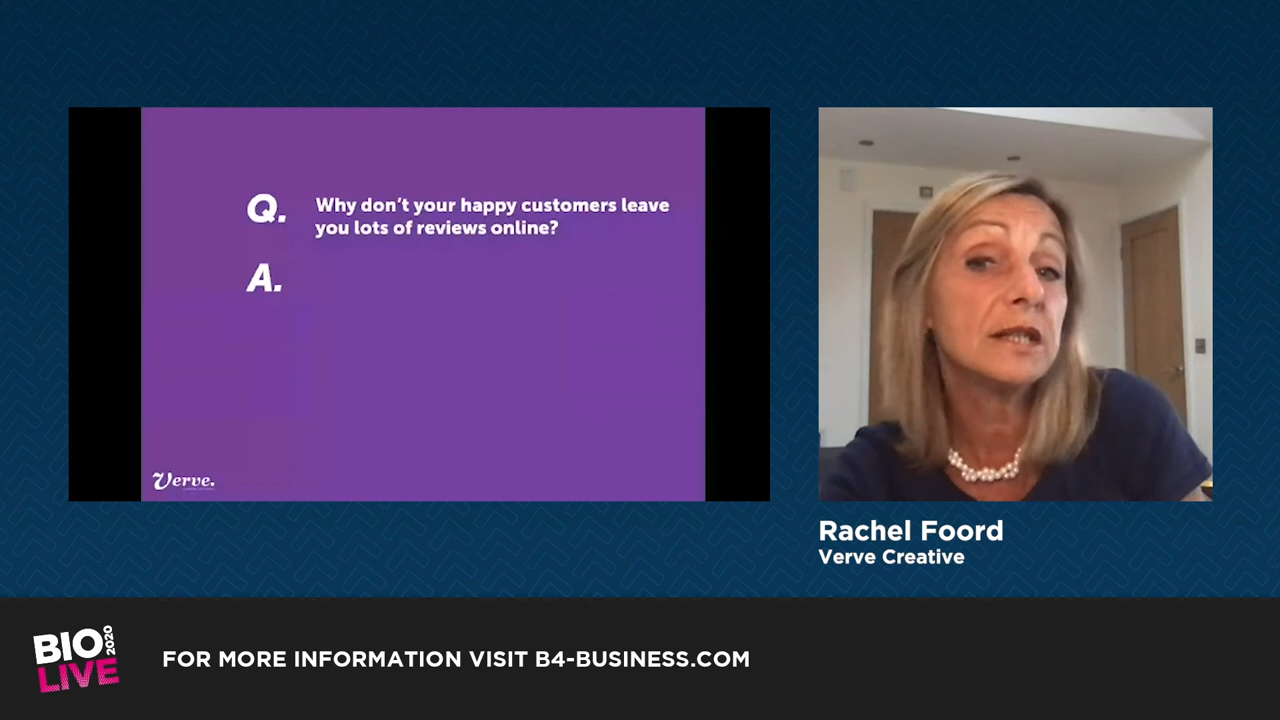 Q. Why don't your happy customers leave
you lots of reviews online?
A.
Verve.
Rachel Foord
Verve Creative
BIO 2020
LIVE
FOR MORE INFORMATION VISIT B4-BUSINESS.COM